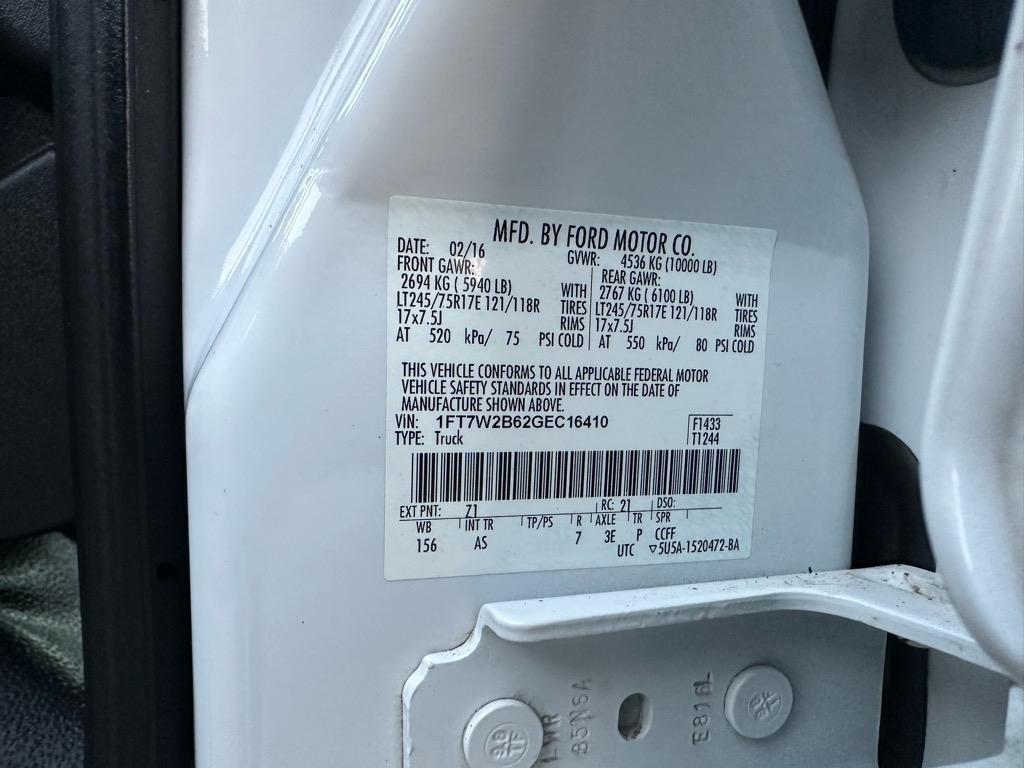 MFD. BY FORD MOTOR CO.
DATE: 02/16 GVWR: 4536 KG (10000 LB)
FRONT GAWR: REAR GAWR:
2694 KG ( 5940 LB) WITH 2767 KG ( 6100 LB) WITH
LT245/75R17E 121/118R TIRES LT245/75R17E 121/118R TIRES
17x7.5J RIMS 17x7.5J RIMS
AT 520 kPa/ 75 PSI COLD AT 550 kPa/ 80 PSI COLD
THIS VEHICLE CONFORMS TO ALL APPLICABLE FEDERAL MOTOR
VEHICLE SAFETY STANDARDS IN EFFECT ON THE DATE OF
MANUFACTURE SHOWN ABOVE.
VIN: 1FT7W2B62GEC16410 F1433
TYPE: Truck T1244
EXT PNT: Z1 RC: 21 DSO:
WB INT TR TP/PS R AXLE TR SPR
156 AS 7 3E P CCFF
UTC ▽5U5A-1520472-BA
E816L